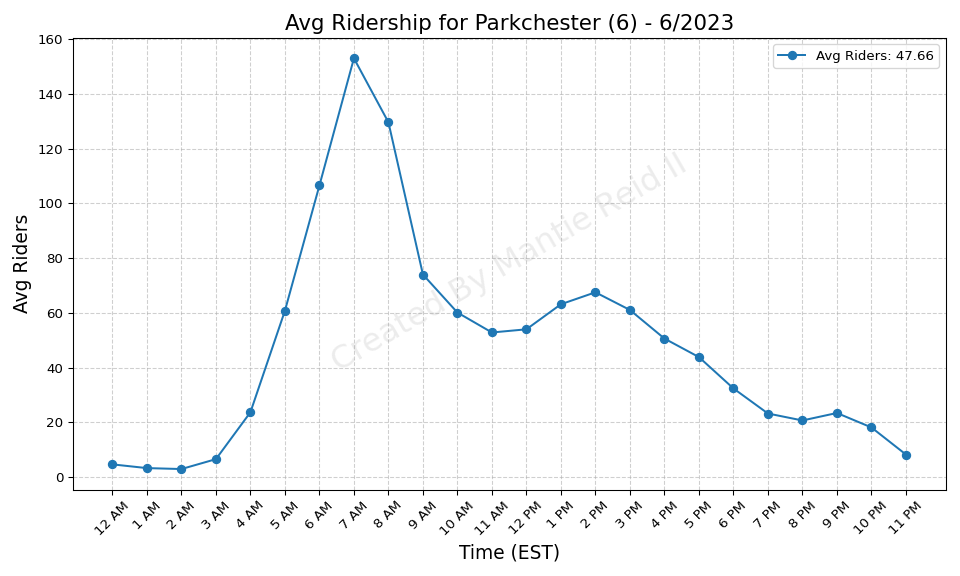 Avg Ridership for Parkchester (6) - 6/2023
160
140
120
100
80
60
40
20
0
Avg Riders
Avg Riders: 47.66
Created By Mantie Reid II
12 AM
1 AM
2 AM
3 AM
4 AM
5 AM
6 AM
7 AM
8 AM
9 AM
10 AM
11 AM
12 PM
1 PM
2 PM
3 PM
4 PM
5 PM
6 PM
7 PM
8 PM
9 PM
10 PM
11 PM
Time (EST)